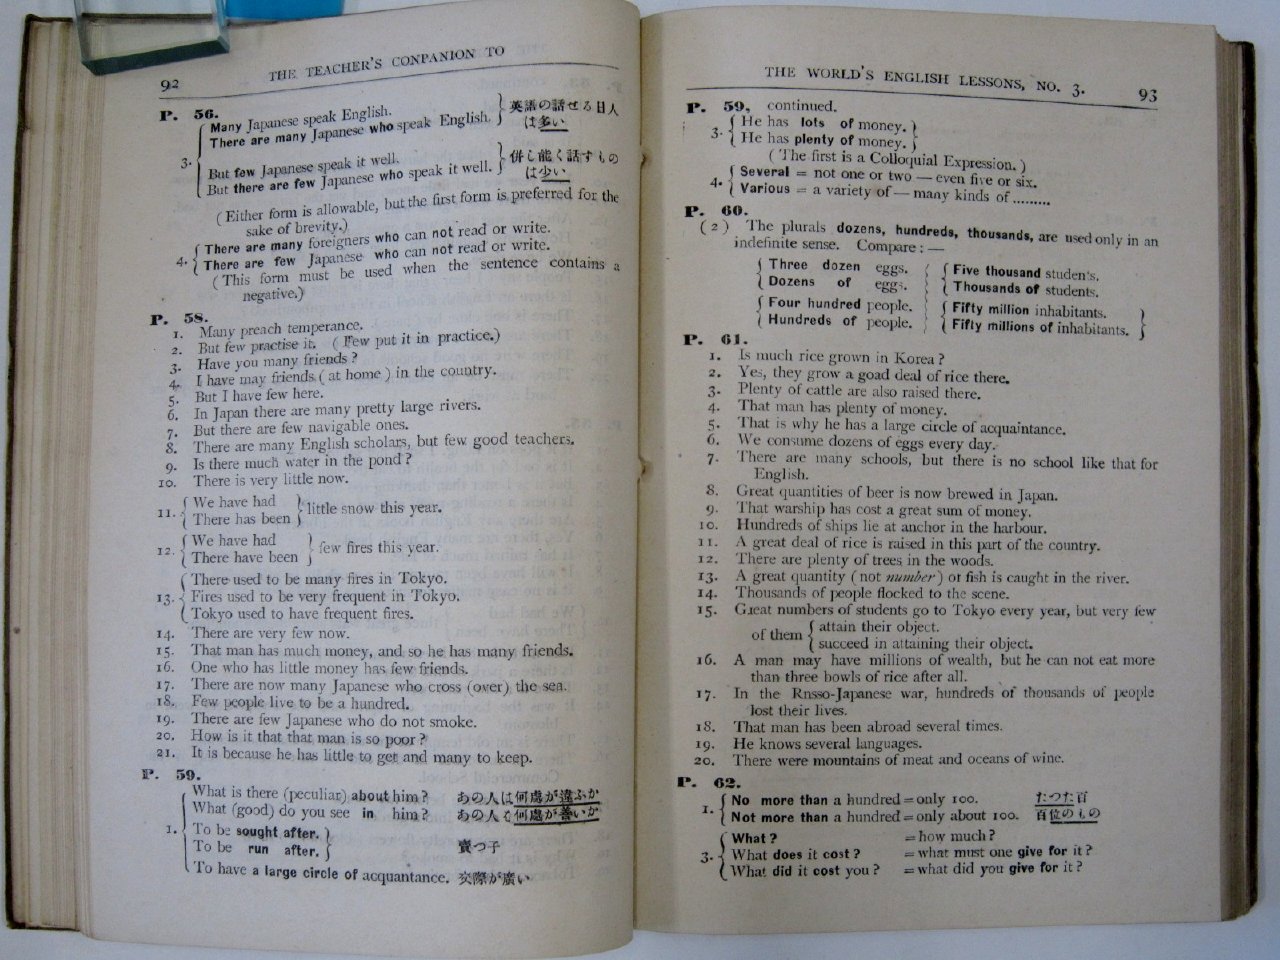 92
THE TEACHER'S CONPANION TO
P. 56.
3. Many Japanese speak English.
There are many Japanese who speak English.
英語の話せる日人
は多い
But few Japanese speak it well.
But there are few Japanese who speak it well.
併し能く話すもの
は少い
(Either form is allowable, but the first form is preferred for the
sake of brevity.)
4. There are many foreigners who can not read or write.
There are few Japanese who can not read or write.
(This form must be used when the sentence contains a
negative.)
P. 58.
1. Many preach temperance.
2. But few practise it. (Few put it in practice.)
3. Have you many friends?
4. I have may friends (at home) in the country.
5. But I have few here.
6. In Japan there are many pretty large rivers.
7. But there are few navigable ones.
8. There are many English scholars, but few good teachers.
9. Is there much water in the pond?
10. There is very little now.
11. We have had
There has been
little snow this year.
12. We have had
There have been
few fires this year.
13. There used to be many fires in Tokyo.
Fires used to be very frequent in Tokyo.
Tokyo used to have frequent fires.
14. There are very few now.
15. That man has much money, and so he has many friends.
16. One who has little money has few friends.
17. There are now many Japanese who cross (over) the sea.
18. Few people live to be a hundred.
19. There are few Japanese who do not smoke.
20. How is it that that man is so poor?
21. It is because he has little to get and many to keep.
P. 59.
1. What is there (peculiar) about him? あの人は何處が違ふか
What (good) do you see in him? あの人の何處が善いか
To be sought after.
To be run after.
賣つ子
To have a large circle of acquantance. 交際が廣い
THE WORLD'S ENGLISH LESSONS, NO. 3.
93
P. 59, continued.
3. He has lots of money.
He has plenty of money.
(The first is a Colloquial Expression.)
4. Several = not one or two — even five or six.
Various = a variety of — many kinds of .........
P. 60.
(2) The plurals dozens, hundreds, thousands, are used only in an
indefinite sense. Compare: —
Three dozen eggs. Five thousand students.
Dozens of eggs. Thousands of students.
Four hundred people. Fifty million inhabitants.
Hundreds of people. Fifty millions of inhabitants.
P. 61.
1. Is much rice grown in Korea?
2. Yes, they grow a goad deal of rice there.
3. Plenty of cattle are also raised there.
4. That man has plenty of money.
5. That is why he has a large circle of acquaintance.
6. We consume dozens of eggs every day.
7. There are many schools, but there is no school like that for
English.
8. Great quantities of beer is now brewed in Japan.
9. That warship has cost a great sum of money.
10. Hundreds of ships lie at anchor in the harbour.
11. A great deal of rice is raised in this part of the country.
12. There are plenty of trees in the woods.
13. A great quantity (not number) or fish is caught in the river.
14. Thousands of people flocked to the scene.
15. Great numbers of students go to Tokyo every year, but very few
of them
attain their object.
succeed in attaining their object.
16. A man may have millions of wealth, but he can not eat more
than three bowls of rice after all.
17. In the Rnsso-Japanese war, hundreds of thousands of people
lost their lives.
18. That man has been abroad several times.
19. He knows several languages.
20. There were mountains of meat and oceans of wine.
P. 62.
1. No more than a hundred = only 100. たつた百
Not more than a hundred = only about 100. 百位のもの
3. What? = how much?
What does it cost? = what must one give for it?
What did it cost you? = what did you give for it?